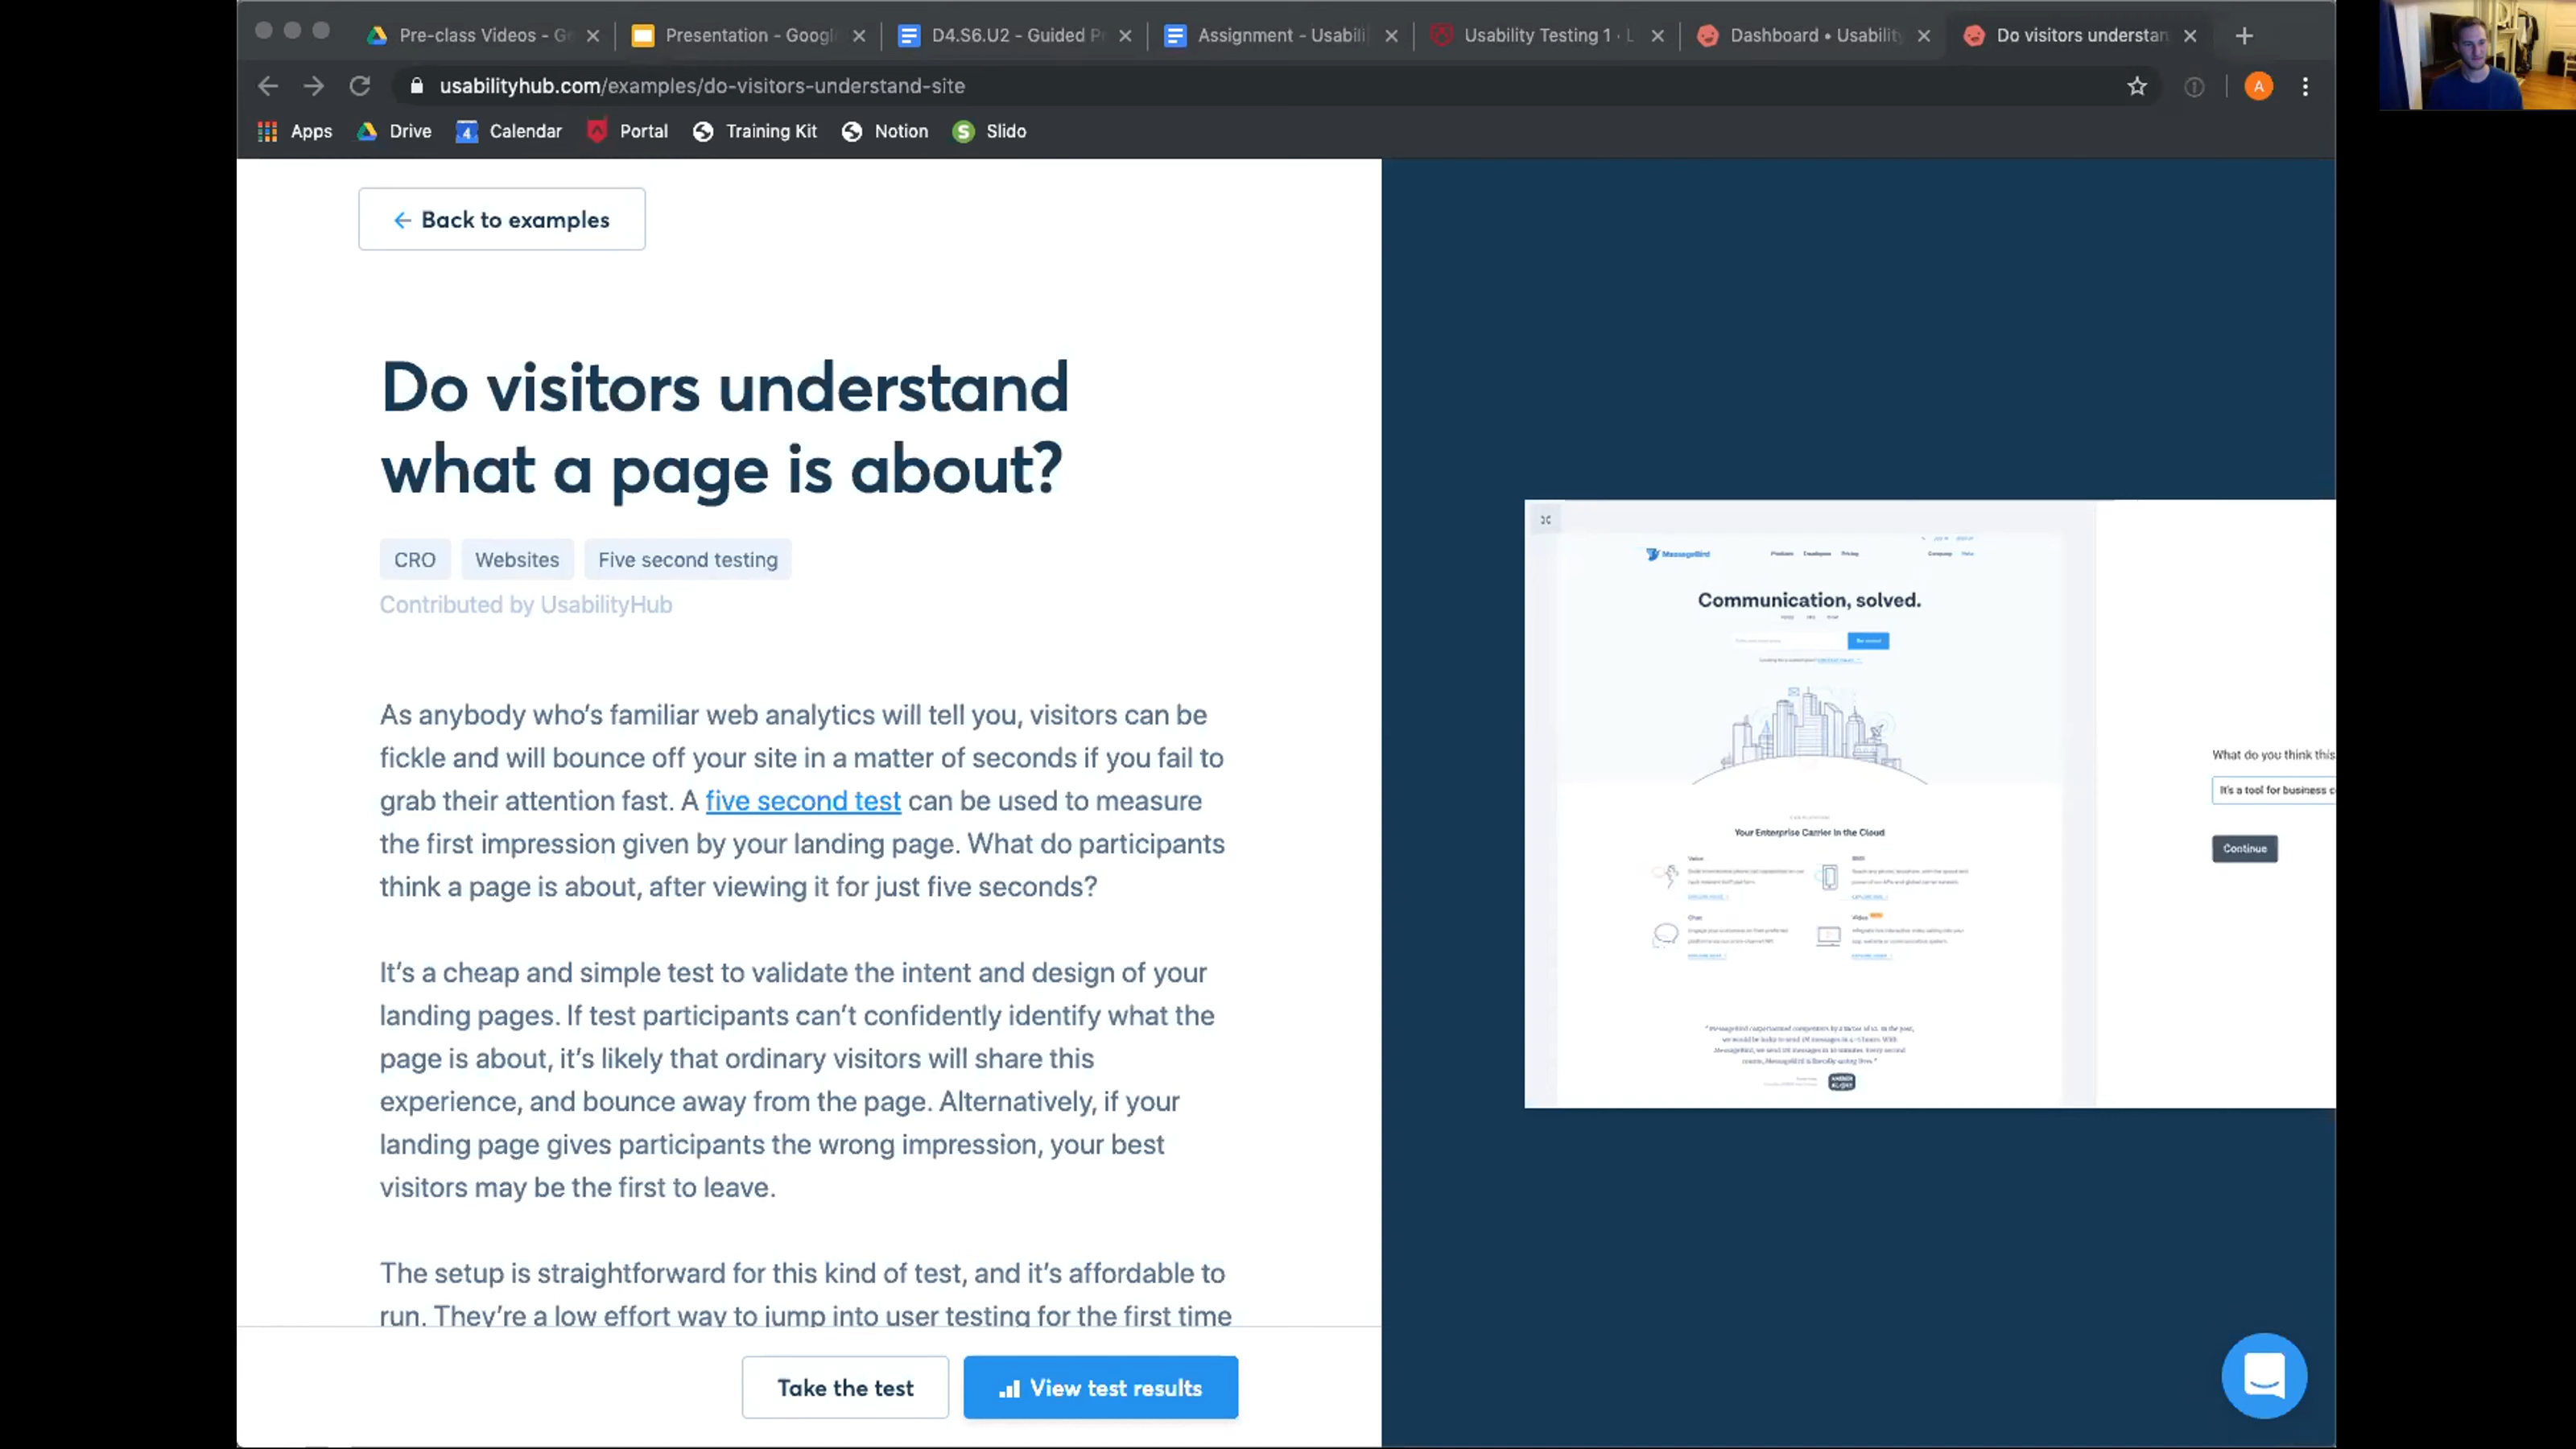 Pre-class Videos - G
Presentation - Googl
D4.S6.U2 - Guided P
Assignment - Usabili
Usability Testing 1 · L
Dashboard • Usability
Do visitors understan
usabilityhub.com/examples/do-visitors-understand-site
A
Apps
Drive
4
Calendar
Portal
Training Kit
Notion
S
Slido
← Back to examples
Do visitors understand
what a page is about?
CRO
Websites
Five second testing
Contributed by UsabilityHub
As anybody who's familiar web analytics will tell you, visitors can be
fickle and will bounce off your site in a matter of seconds if you fail to
grab their attention fast. A five second test can be used to measure
the first impression given by your landing page. What do participants
think a page is about, after viewing it for just five seconds?
It's a cheap and simple test to validate the intent and design of your
landing pages. If test participants can't confidently identify what the
page is about, it's likely that ordinary visitors will share this
experience, and bounce away from the page. Alternatively, if your
landing page gives participants the wrong impression, your best
visitors may be the first to leave.
The setup is straightforward for this kind of test, and it's affordable to
run. They're a low effort way to jump into user testing for the first time
Take the test
View test results
MessageBird
Products
Developers
Pricing
Company
Communication, solved.
Your Enterprise Carrier in the Cloud
Voice
SMS
Chat
Video
What do you think this
It's a tool for business c
Continue